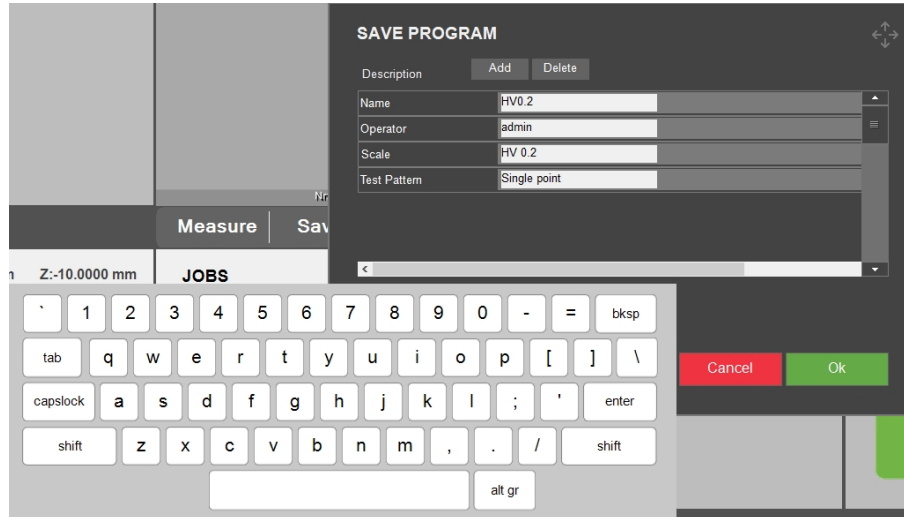 SAVE PROGRAM
Description Add Delete
Name HV0.2
Operator admin
Scale HV 0.2
Test Pattern Single point
Measure Sav
Z:-10.0000 mm JOBS
` 1 2 3 4 5 6 7 8 9 0 - = bksp
tab q w e r t y u i o p [ ] \
Cancel Ok
capslock a s d f g h j k l ; ' enter
shift z x c v b n m , . / shift
alt gr